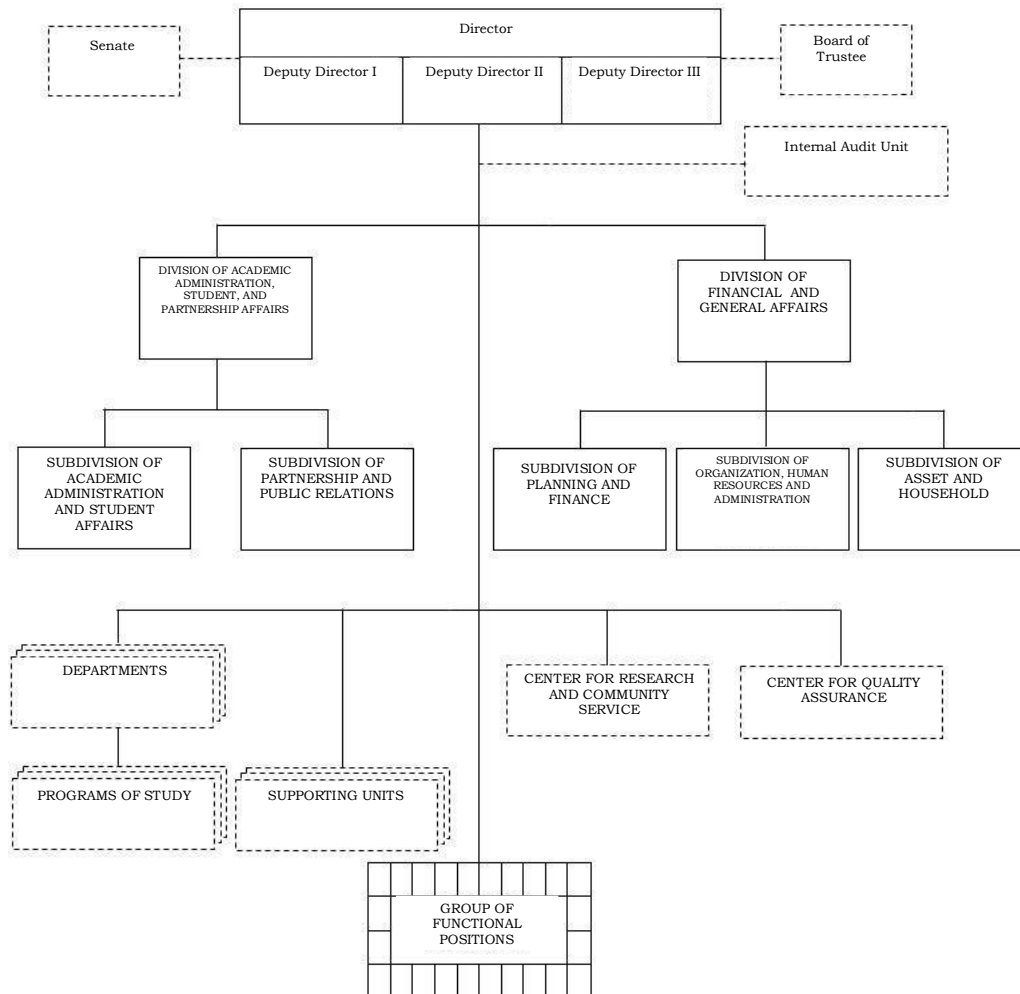 Director
Senate
Board of
Trustee
Deputy Director I
Deputy Director II
Deputy Director III
Internal Audit Unit
DIVISION OF ACADEMIC
ADMINISTRATION,
STUDENT, AND
PARTNERSHIP AFFAIRS
DIVISION OF
FINANCIAL AND
GENERAL AFFAIRS
SUBDIVISION OF
ACADEMIC
ADMINISTRATION
AND STUDENT
AFFAIRS
SUBDIVISION OF
PARTNERSHIP AND
PUBLIC RELATIONS
SUBDIVISION OF
PLANNING AND
FINANCE
SUBDIVISION OF
ORGANIZATION, HUMAN
RESOURCES AND
ADMINISTRATION
SUBDIVISION OF
ASSET AND
HOUSEHOLD
DEPARTMENTS
CENTER FOR RESEARCH
AND COMMUNITY
SERVICE
CENTER FOR QUALITY
ASSURANCE
PROGRAMS OF STUDY
SUPPORTING UNITS
GROUP OF
FUNCTIONAL
POSITIONS